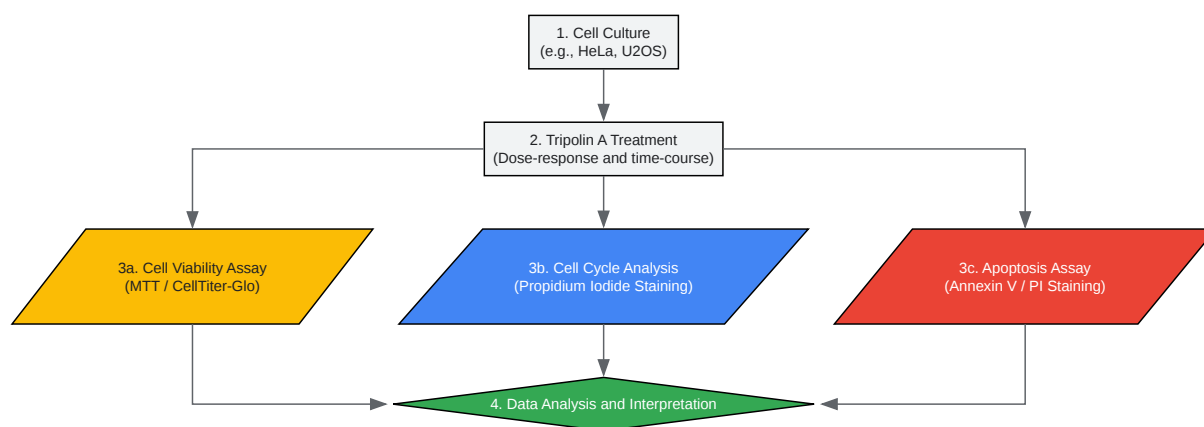 1. Cell Culture
(e.g., HeLa, U2OS)
2. Tripolin A Treatment
(Dose-response and time-course)
3a. Cell Viability Assay
(MTT / CellTiter-Glo)
3b. Cell Cycle Analysis
(Propidium Iodide Staining)
3c. Apoptosis Assay
(Annexin V / PI Staining)
4. Data Analysis and Interpretation